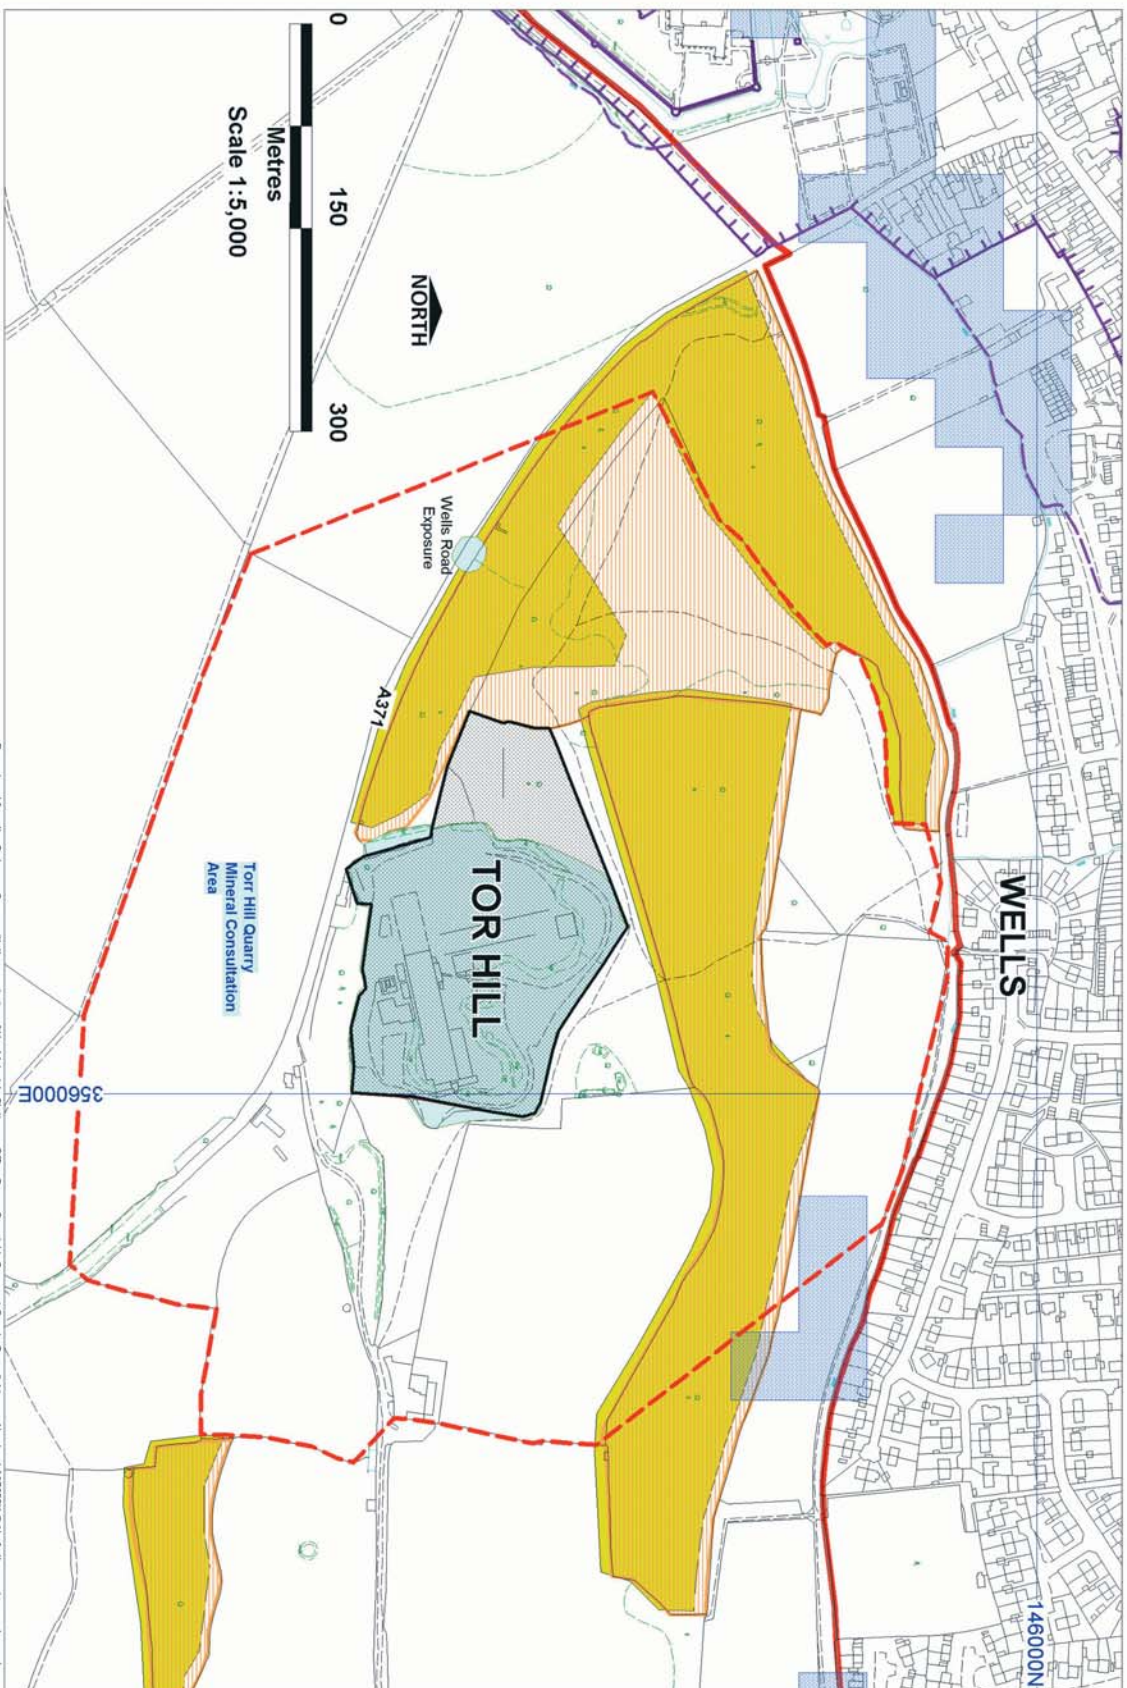 WELLS
146000N
TOR HILL
NORTH
Wells Road
Exposure
A371
0 150 300
Metres
Scale 1:5,000
Torr Hill Quarry
Mineral Consultation
Area
356000E